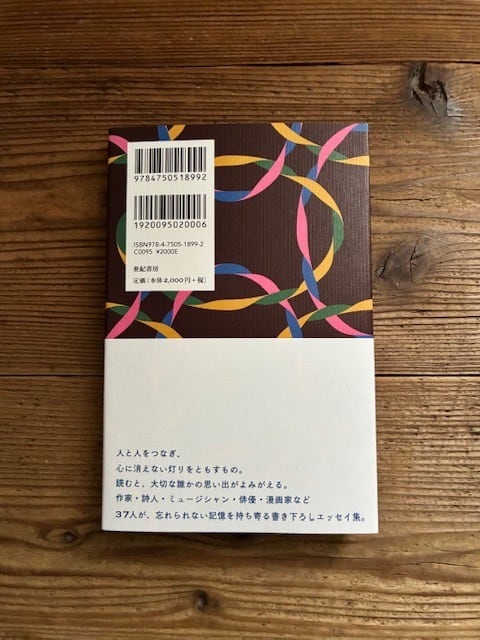 9784750518992
1920095020006
ISBN978-4-7505-1899-2
C0095 ¥2000E
亜紀書房
定価(本体2,000円+税)
人と人をつなぎ、
心に消えない灯りをともすもの。
読むと、大切な誰かの思い出がよみがえる。
作家・詩人・ミュージシャン・俳優・漫画家など
37人が、忘れられない記憶を持ち寄る書き下ろしエッセイ集。